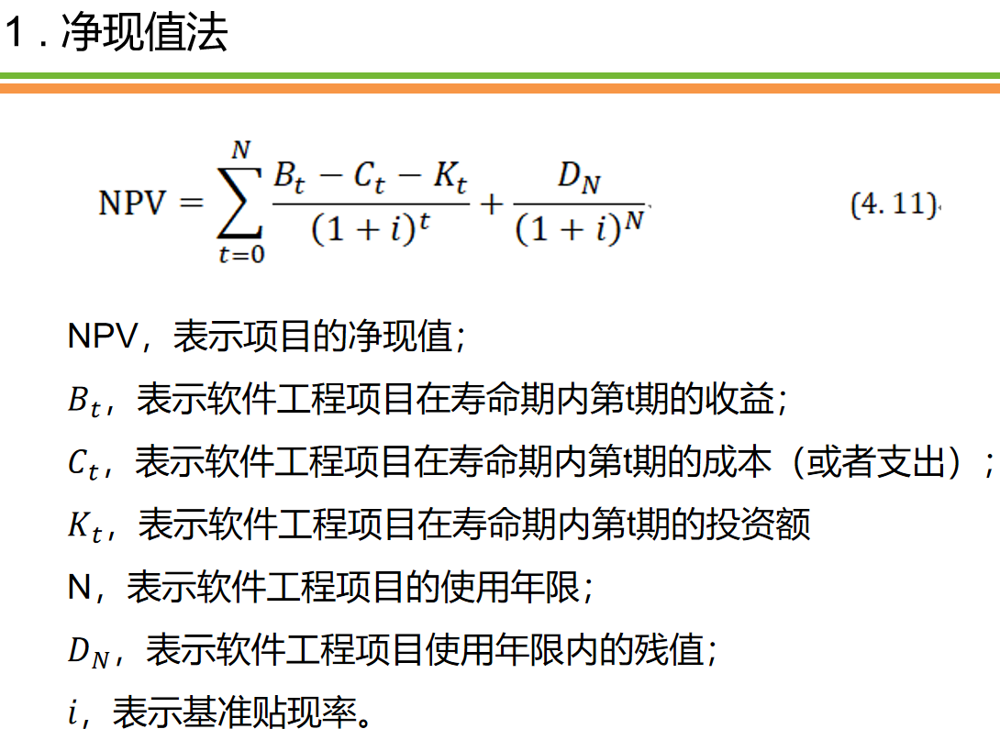 1 . 净现值法
NPV = \sum_{t=0}^{N} \frac{B_t - C_t - K_t}{(1 + i)^t} + \frac{D_N}{(1 + i)^N} (4. 11)
NPV，表示项目的净现值；
B_t，表示软件工程项目在寿命期内第t期的收益；
C_t，表示软件工程项目在寿命期内第t期的成本（或者支出）；
K_t，表示软件工程项目在寿命期内第t期的投资额
N，表示软件工程项目的使用年限；
D_N，表示软件工程项目使用年限内的残值；
i，表示基准贴现率。